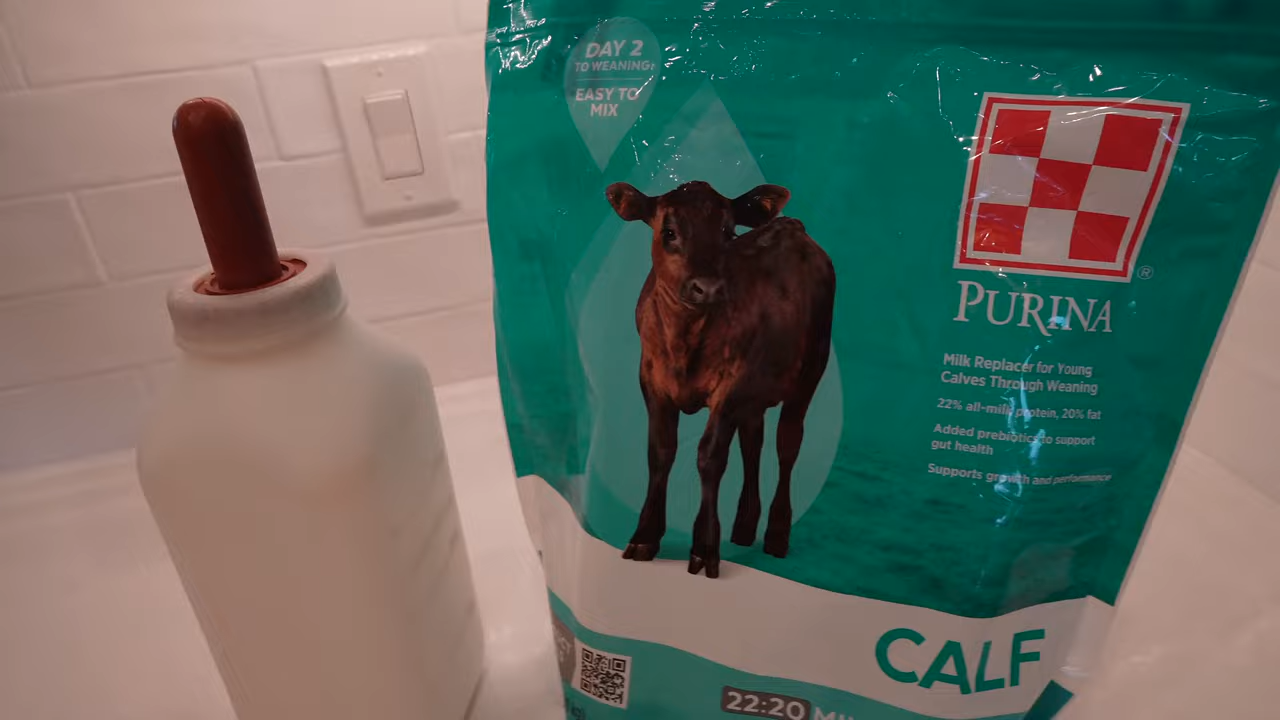 DAY 2
TO WEANING:
EASY TO
MIX
®
PURINA
Milk Replacer for Young
Calves Through Weaning
22% all-milk protein, 20% fat
Added prebiotics to support
gut health
Supports growth and performance
CALF
22:20